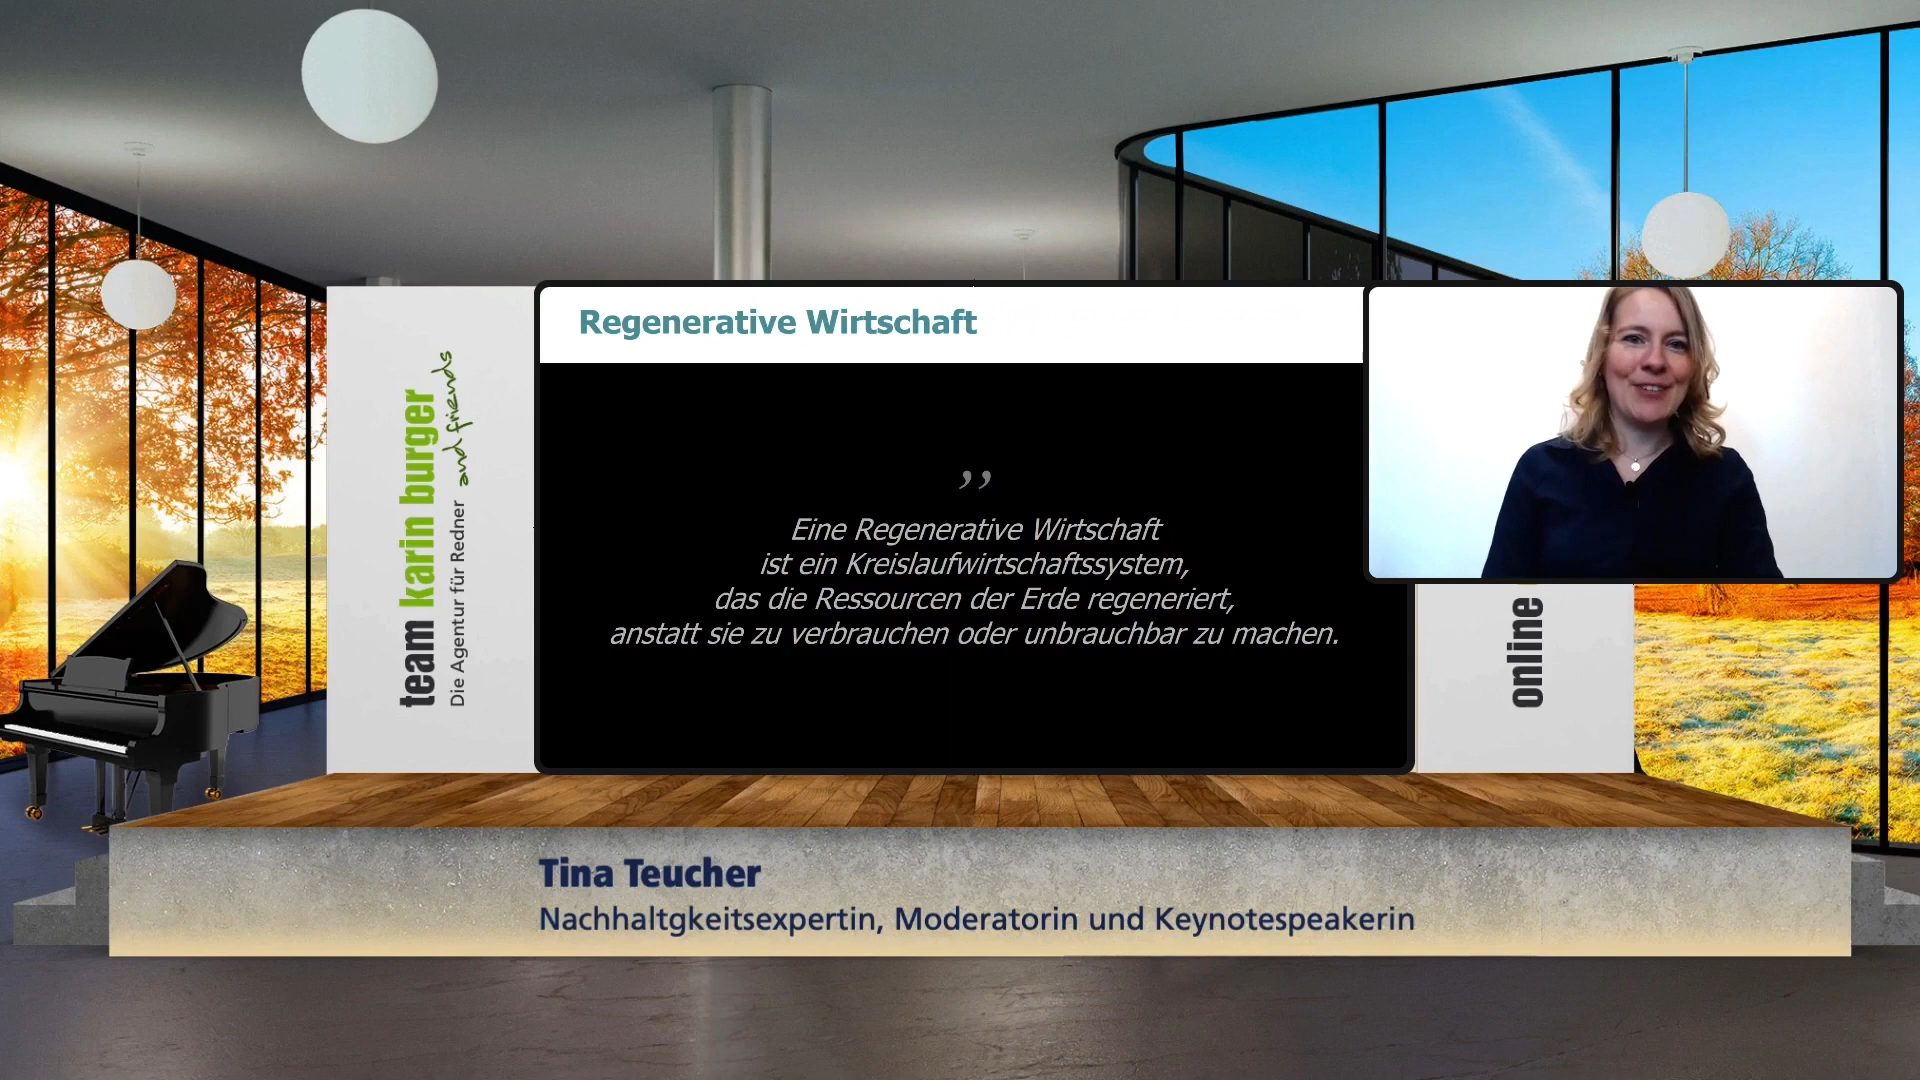 team karin burger
and friends
Die Agentur für Redner
Regenerative Wirtschaft
”
Eine Regenerative Wirtschaft
ist ein Kreislaufwirtschaftssystem,
das die Ressourcen der Erde regeneriert,
anstatt sie zu verbrauchen oder unbrauchbar zu machen.
online
Tina Teucher
Nachhaltgkeitsexpertin, Moderatorin und Keynotespeakerin